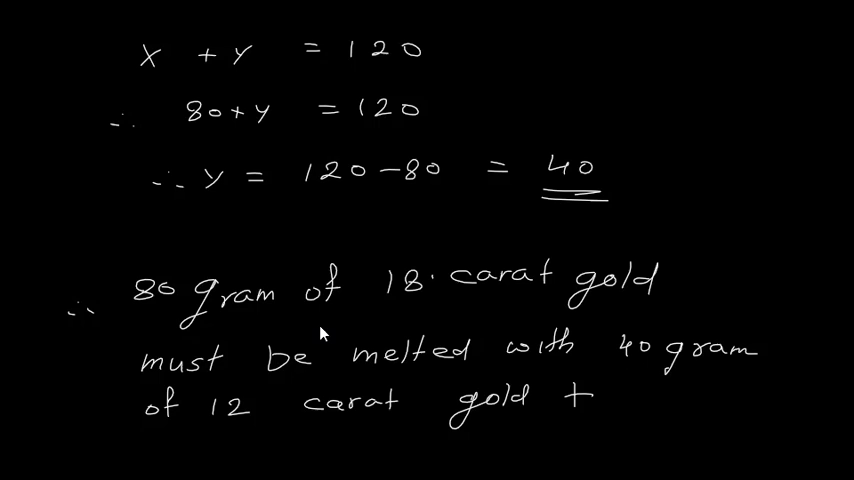 x + y = 120
∴ 80 + y = 120
∴ y = 120 - 80 = 40
∴ 80 gram of 18 carat gold
must be melted with 40 gram
of 12 carat gold t